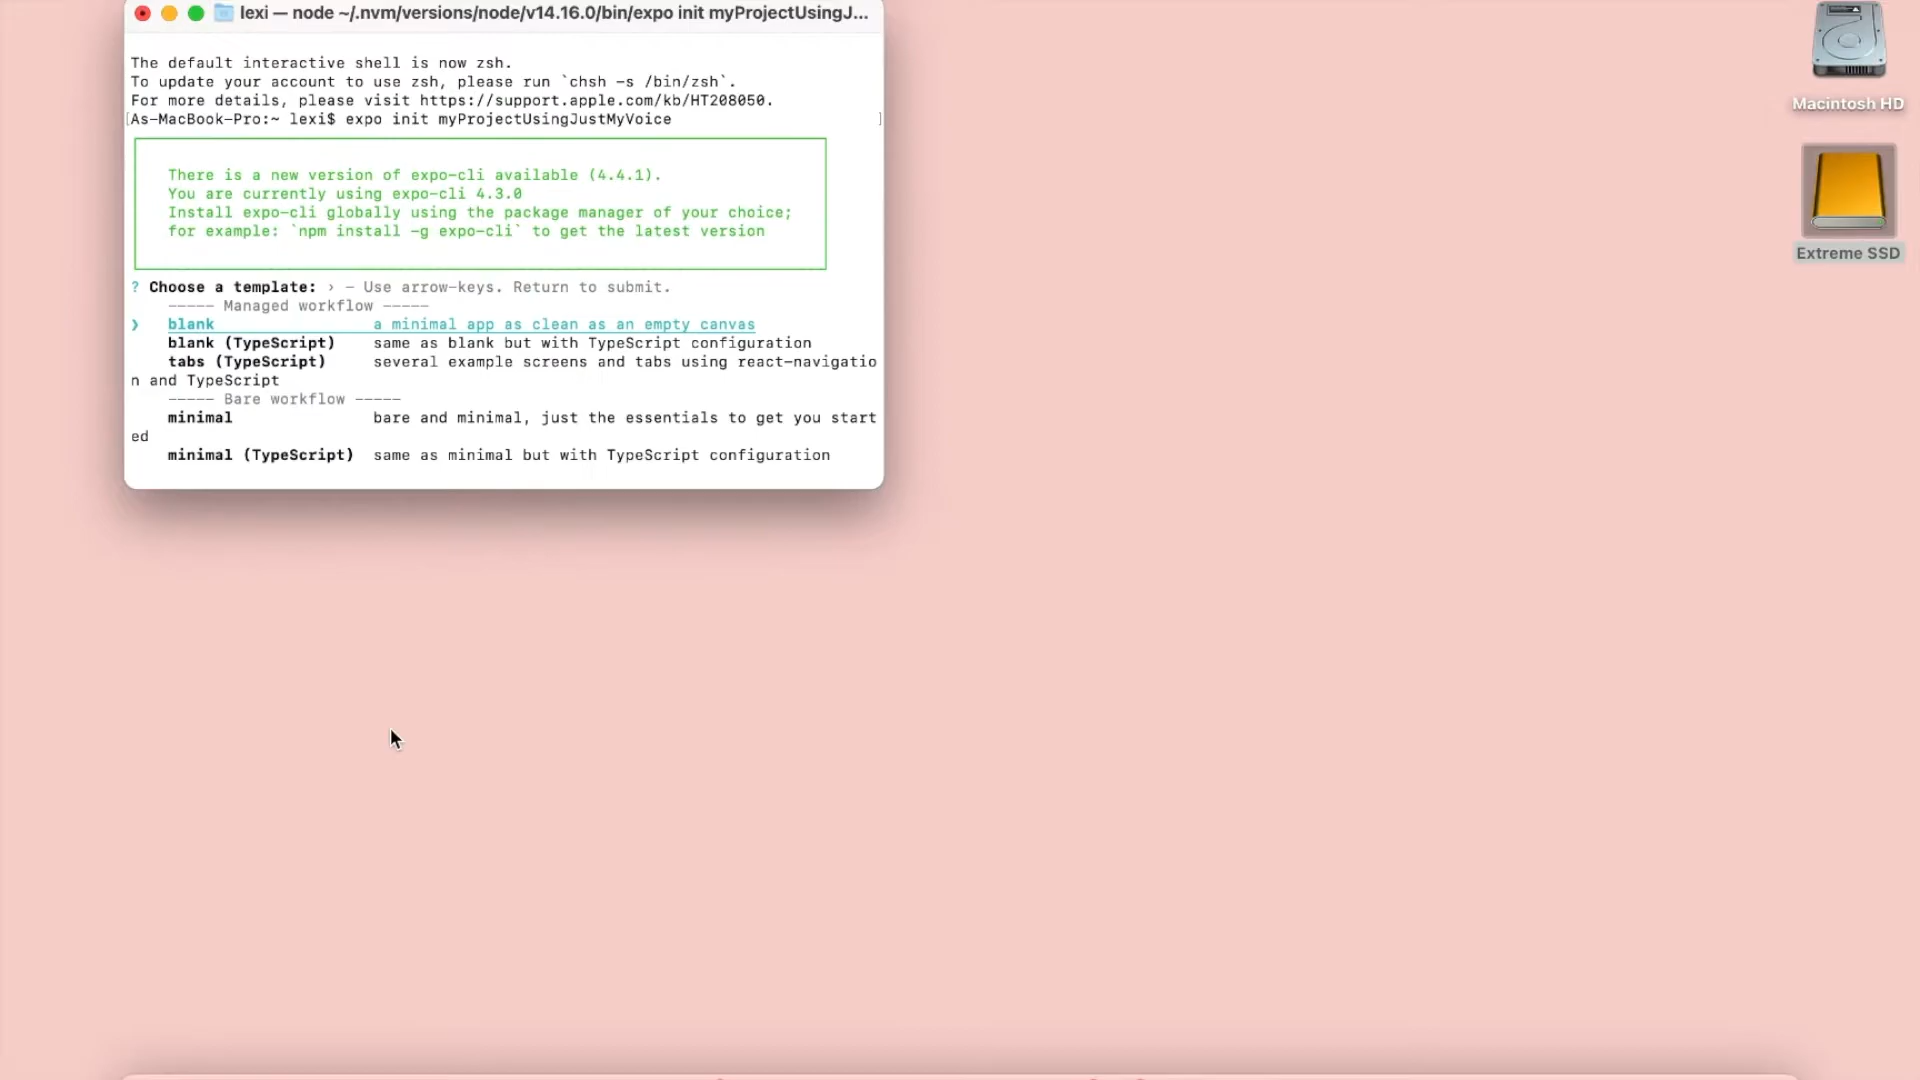 lexi — node ~/.nvm/versions/node/v14.16.0/bin/expo init myProjectUsingJ...
The default interactive shell is now zsh.
To update your account to use zsh, please run `chsh -s /bin/zsh`.
For more details, please visit https://support.apple.com/kb/HT208050.
[As-MacBook-Pro:~ lexi$ expo init myProjectUsingJustMyVoice ]
There is a new version of expo-cli available (4.4.1).
You are currently using expo-cli 4.3.0
Install expo-cli globally using the package manager of your choice;
for example: `npm install -g expo-cli` to get the latest version
? Choose a template: › - Use arrow-keys. Return to submit.
----- Managed workflow -----
❯ blank a minimal app as clean as an empty canvas
blank (TypeScript) same as blank but with TypeScript configuration
tabs (TypeScript) several example screens and tabs using react-navigatio
n and TypeScript
----- Bare workflow -----
minimal bare and minimal, just the essentials to get you start
ed
minimal (TypeScript) same as minimal but with TypeScript configuration
Macintosh HD
Extreme SSD